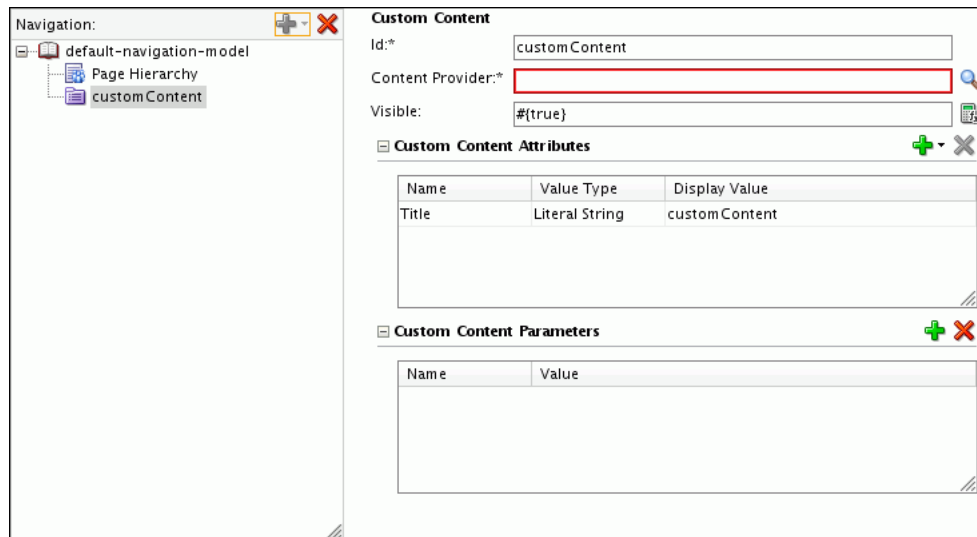 Navigation:
default-navigation-model
Page Hierarchy
customContent
Custom Content
Id:*
customContent
Content Provider:*
Visible:
#{true}
Custom Content Attributes
Name Value Type Display Value
Title Literal String customContent
Custom Content Parameters
Name Value